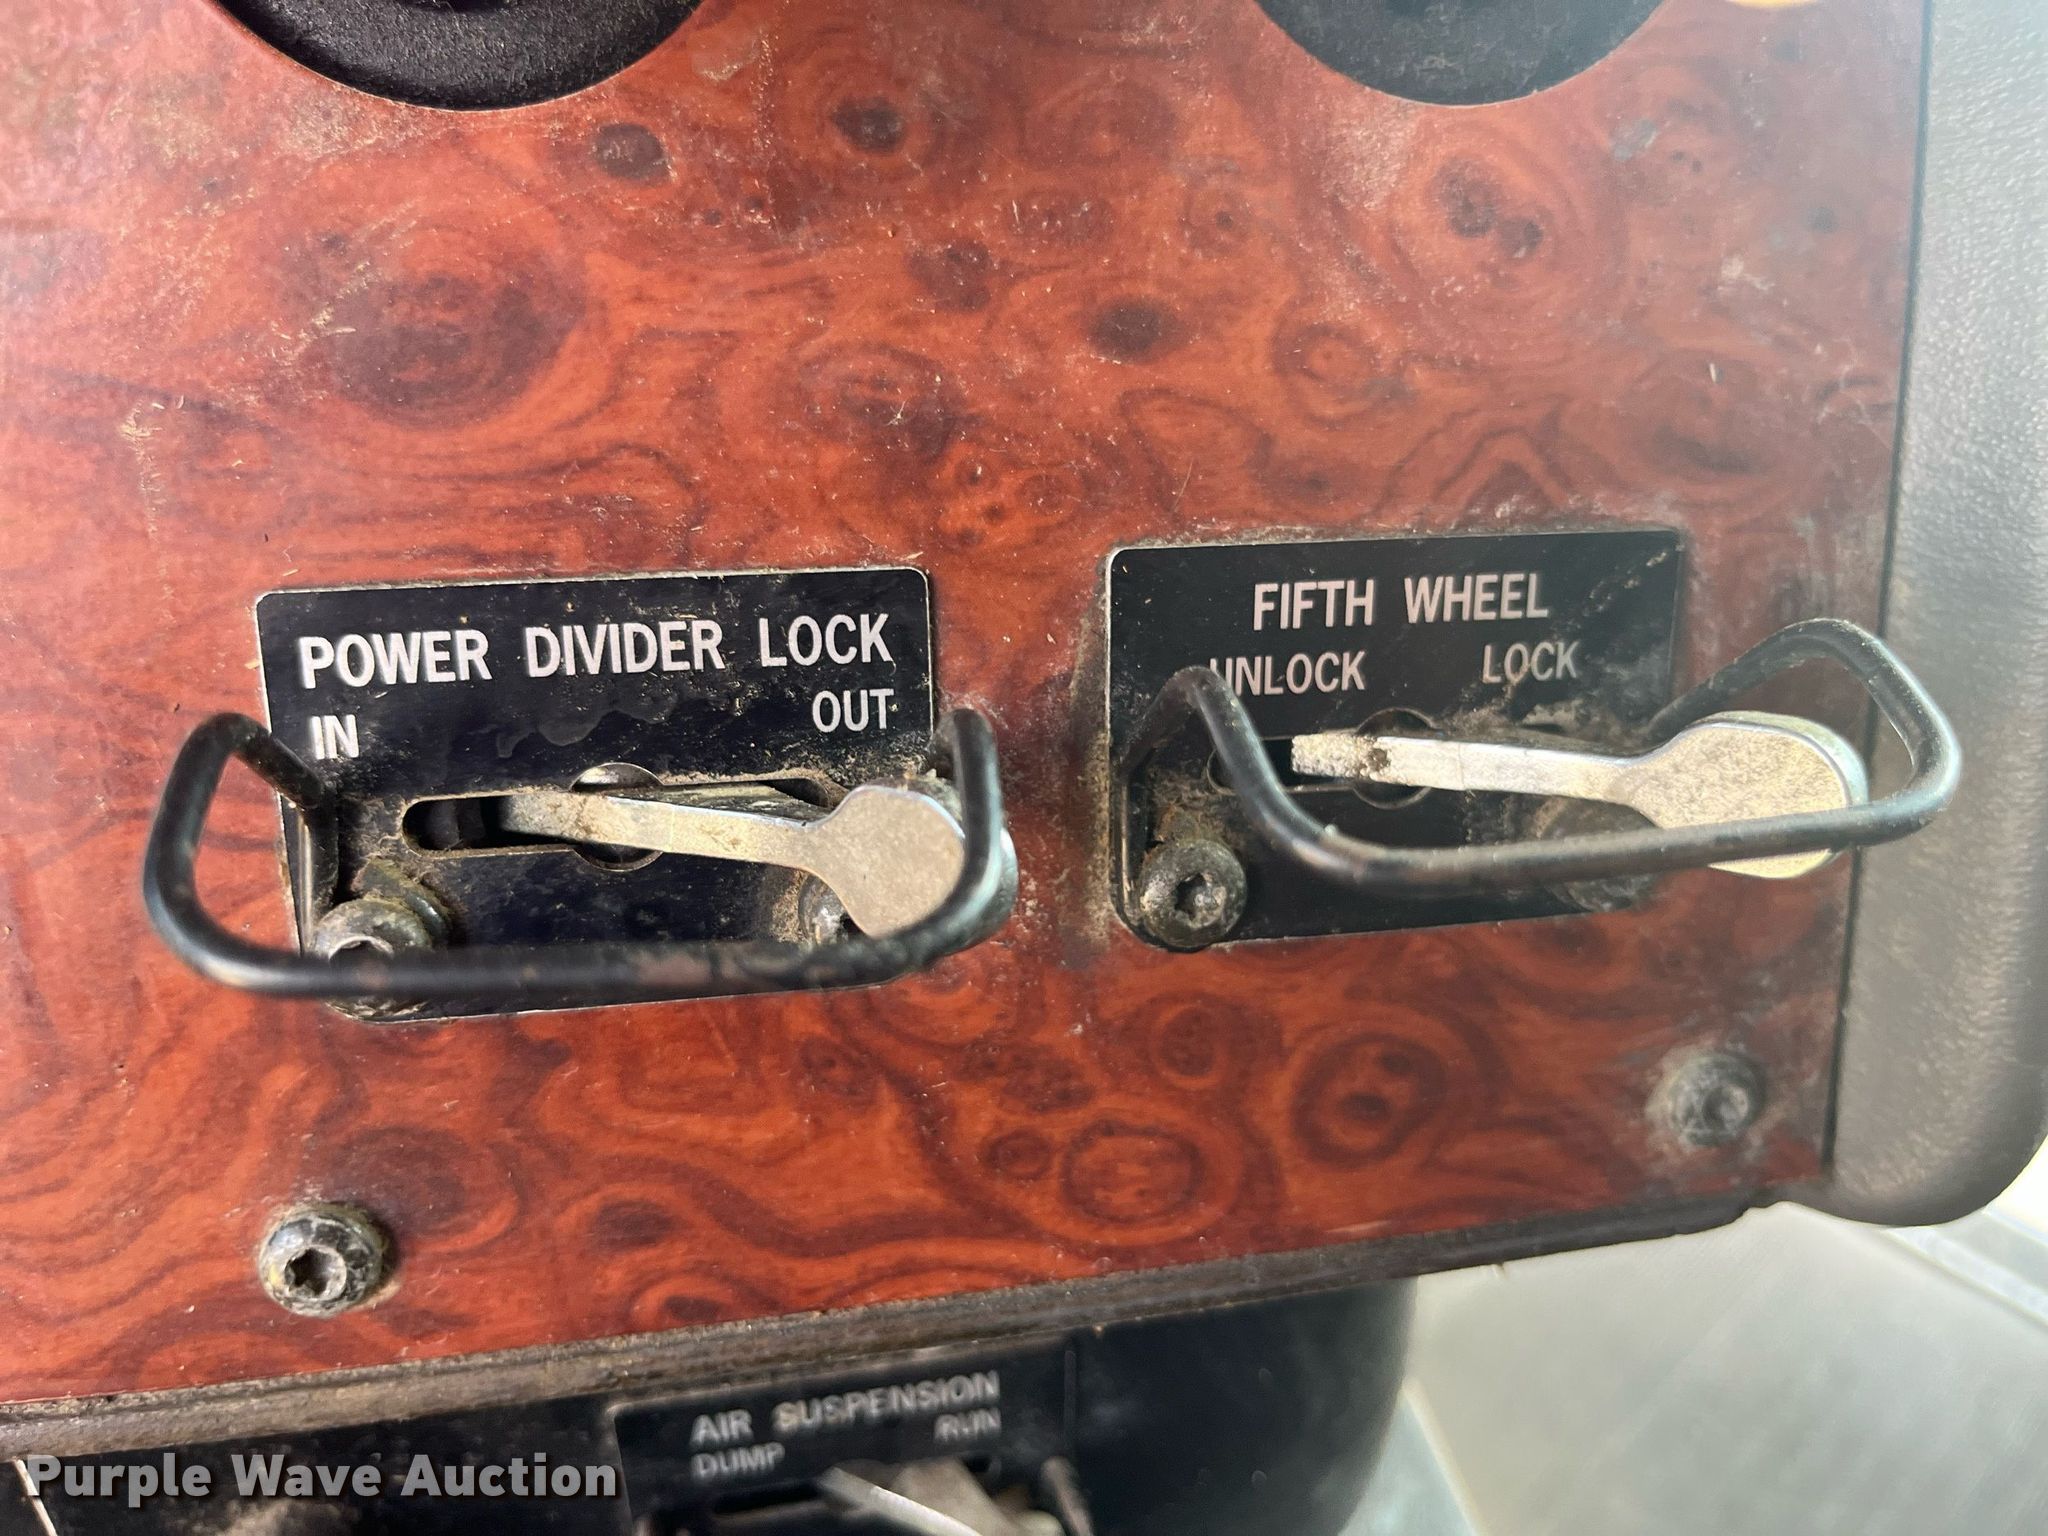 POWER DIVIDER LOCK
IN OUT
FIFTH WHEEL
UNLOCK LOCK
AIR SUSPENSION
DUMP RUN
Purple Wave Auction